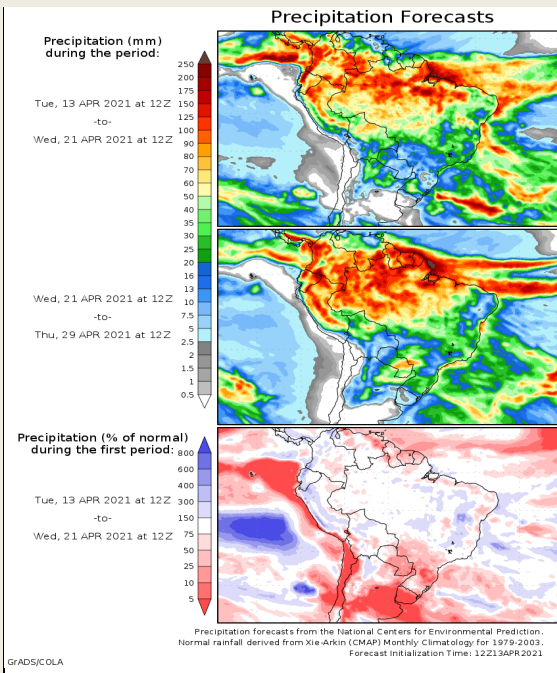 Precipitation Forecasts
Precipitation (mm)
during the period:
Tue, 13 APR 2021 at 12Z
-to-
Wed, 21 APR 2021 at 12Z
250
200
175
150
125
100
90
80
70
60
50
40
35
30
25
20
16
13
10
7.5
5
2.5
2
1.5
1
0.5
Wed, 21 APR 2021 at 12Z
-to-
Thu, 29 APR 2021 at 12Z
Precipitation (% of normal)
during the first period:
Tue, 13 APR 2021 at 12Z
-to-
Wed, 21 APR 2021 at 12Z
800
600
400
300
150
75
50
25
10
5
Precipitation forecasts from the National Centers for Environmental Prediction.
Normal rainfall derived from Xie-Arkin (CMAP) Monthly Climatology for 1979-2003.
Forecast Initialization Time: 12Z13APR2021
GrADS/COLA